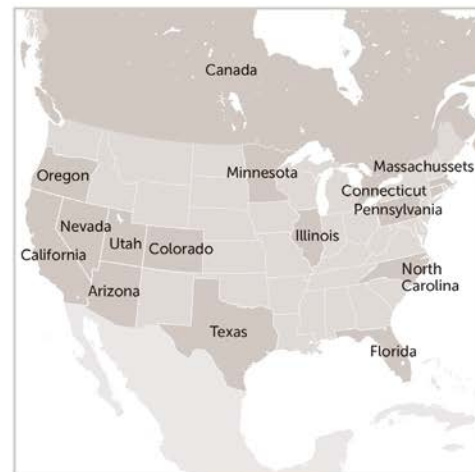 Canada
Minnesota
Massachussets
Oregon
Connecticut
Pennsylvania
Nevada
Illinois
Utah
Colorado
California
North
Carolina
Arizona
Texas
Florida